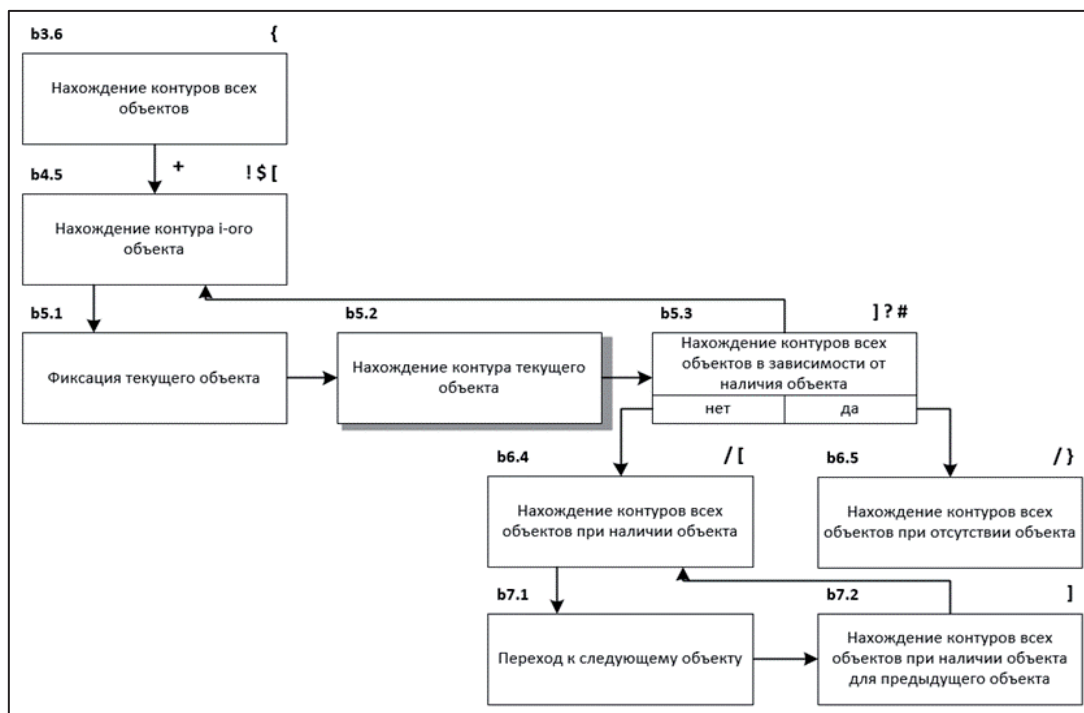 b3.6 {
Нахождение контуров всех
объектов
+
b4.5 ! $ [
Нахождение контура i-ого
объекта
b5.1 b5.2 b5.3 ] ? #
Фиксация текущего объекта
Нахождение контура текущего
объекта
Нахождение контуров всех
объектов в зависимости от
наличия объекта
нет да
b6.4 / [ b6.5 / }
Нахождение контуров всех
объектов при наличии объекта
Нахождение контуров всех
объектов при отсутствии объекта
b7.1 b7.2 ]
Переход к следующему объекту
Нахождение контуров всех
объектов при наличии объекта
для предыдущего объекта